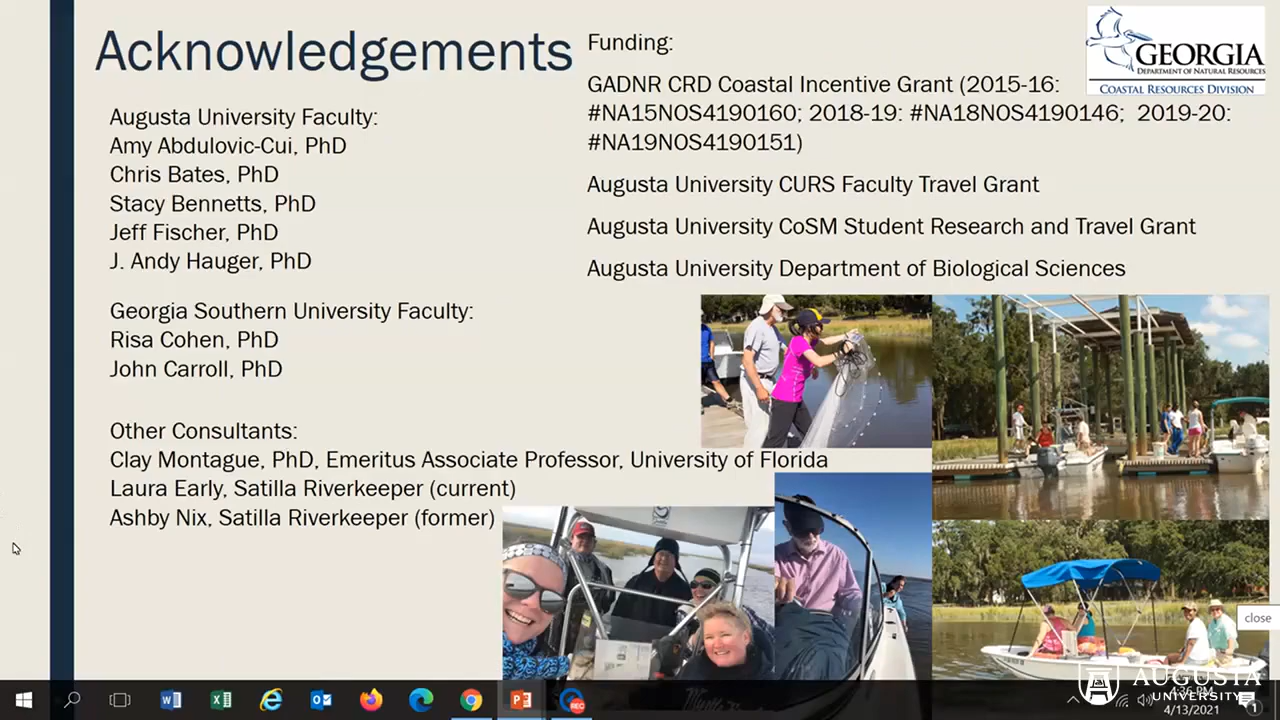 Acknowledgements
Augusta University Faculty:
Amy Abdulovic-Cui, PhD
Chris Bates, PhD
Stacy Bennetts, PhD
Jeff Fischer, PhD
J. Andy Hauger, PhD
Georgia Southern University Faculty:
Risa Cohen, PhD
John Carroll, PhD
Other Consultants:
Clay Montague, PhD, Emeritus Associate Professor, University of Florida
Laura Early, Satilla Riverkeeper (current)
Ashby Nix, Satilla Riverkeeper (former)
Funding:
GADNR CRD Coastal Incentive Grant (2015-16:
#NA15NOS4190160; 2018-19: #NA18NOS4190146; 2019-20:
#NA19NOS4190151)
Augusta University CURS Faculty Travel Grant
Augusta University CoSM Student Research and Travel Grant
Augusta University Department of Biological Sciences
GEORGIA
DEPARTMENT OF NATURAL RESOURCES
COASTAL RESOURCES DIVISION
close
REC
AUGUSTA
UNIVERSITY
4:36 PM
4/13/2021
1